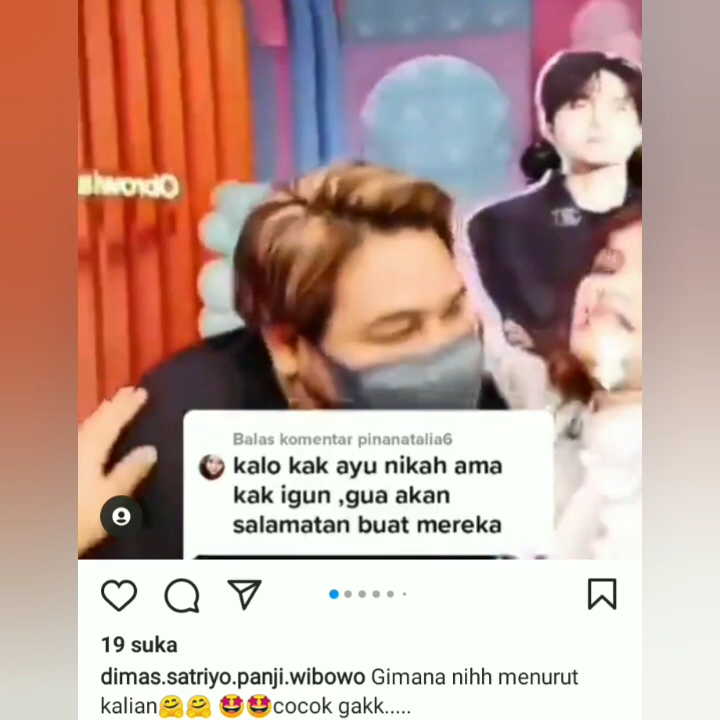 Balas komentar pinanatalia6
kalo kak ayu nikah ama
kak igun ,gua akan
salamatan buat mereka
19 suka
dimas.satriyo.panji.wibowo Gimana nihh menurut
kalian🤗🤗 🤩🤩cocok gakk.....